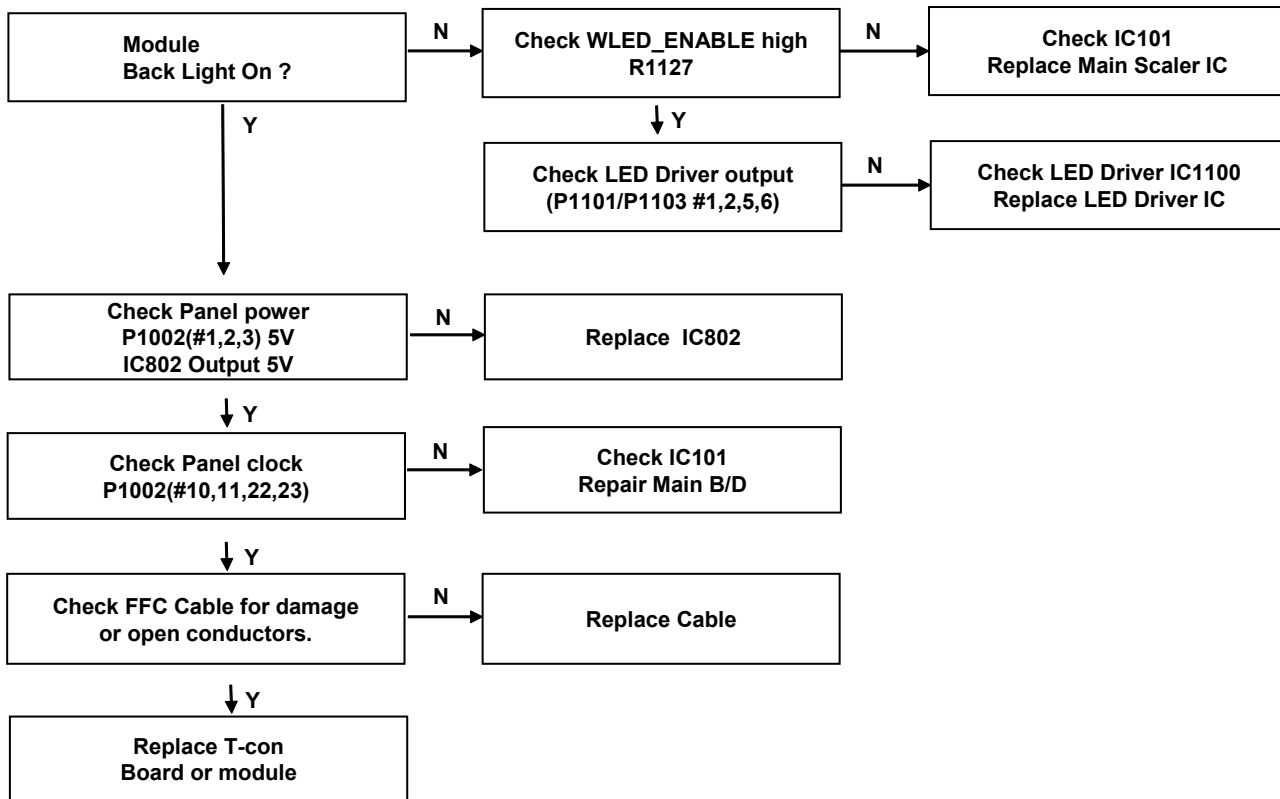 Module
Back Light On ?
N
Check WLED_ENABLE high
R1127
N
Check IC101
Replace Main Scaler IC
Y
Y
Check LED Driver output
(P1101/P1103 #1,2,5,6)
N
Check LED Driver IC1100
Replace LED Driver IC
Check Panel power
P1002(#1,2,3) 5V
IC802 Output 5V
N
Replace IC802
Y
Check Panel clock
P1002(#10,11,22,23)
N
Check IC101
Repair Main B/D
Y
Check FFC Cable for damage
or open conductors.
N
Replace Cable
Y
Replace T-con
Board or module